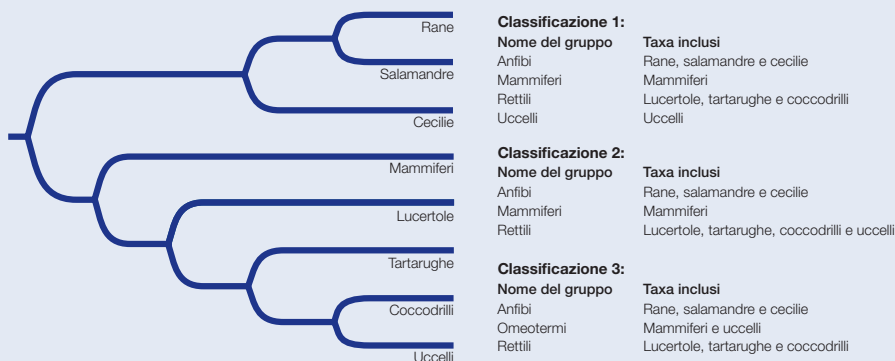 Rane
Salamandre
Cecilie
Mammiferi
Lucertole
Tartarughe
Coccodrilli
Uccelli
Classificazione 1:
Nome del gruppo Taxa inclusi
Anfibi Rane, salamandre e cecilie
Mammiferi Mammiferi
Rettili Lucertole, tartarughe e coccodrilli
Uccelli Uccelli
Classificazione 2:
Nome del gruppo Taxa inclusi
Anfibi Rane, salamandre e cecilie
Mammiferi Mammiferi
Rettili Lucertole, tartarughe, coccodrilli e uccelli
Classificazione 3:
Nome del gruppo Taxa inclusi
Anfibi Rane, salamandre e cecilie
Omeotermi Mammiferi e uccelli
Rettili Lucertole, tartarughe e coccodrilli